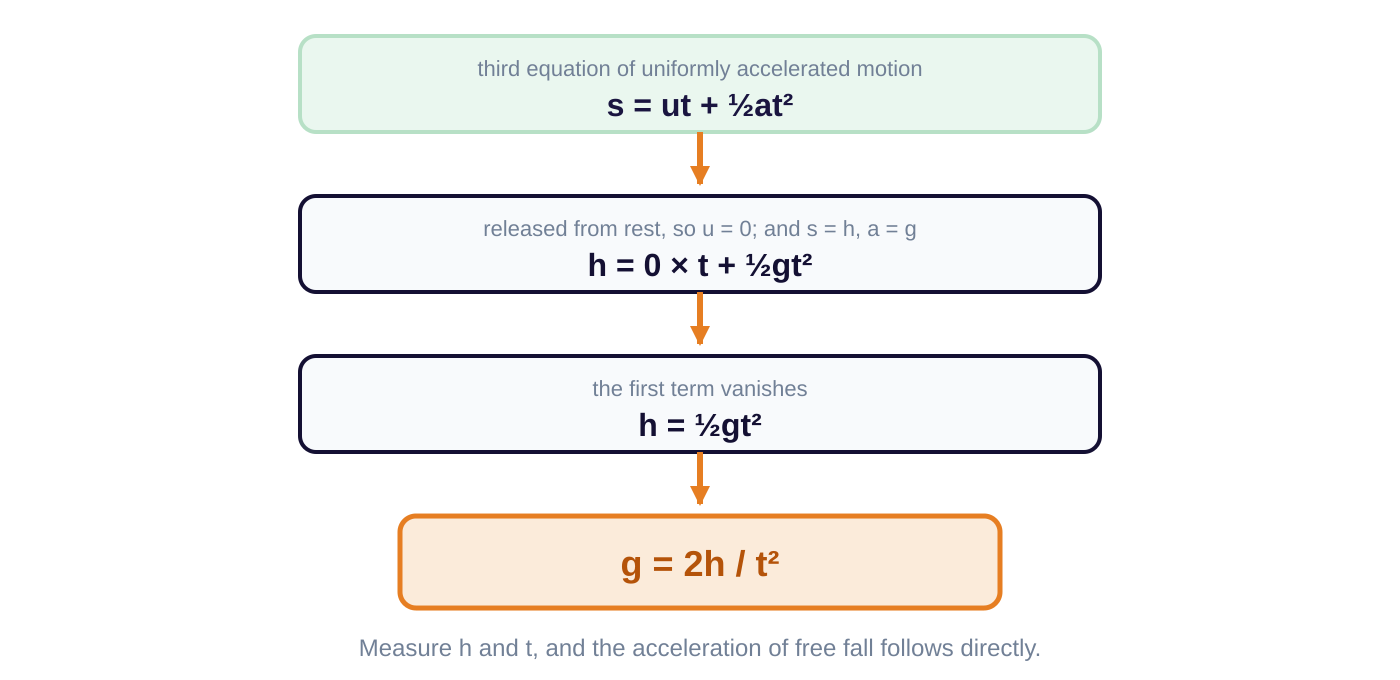 third equation of uniformly accelerated motion
s = ut + ½at²
released from rest, so u = 0; and s = h, a = g
h = 0 × t + ½gt²
the first term vanishes
h = ½gt²
g = 2h / t²
Measure h and t, and the acceleration of free fall follows directly.